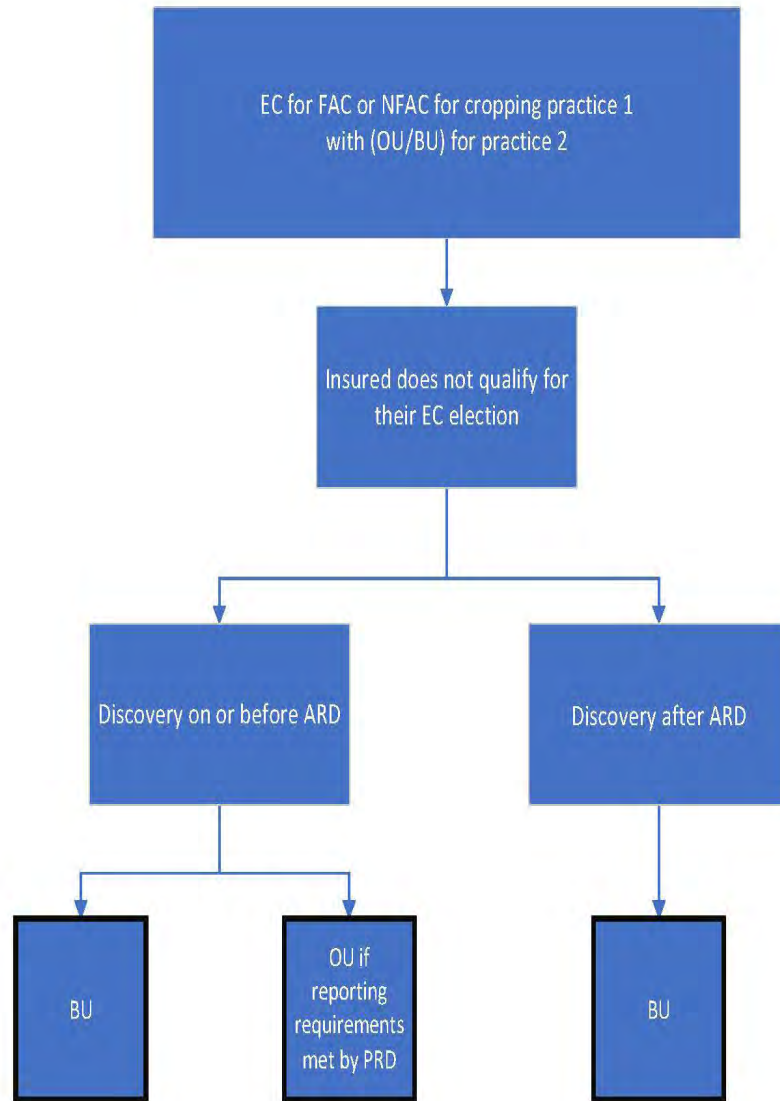 EC for FAC or NFAC for cropping practice 1
with (OU/BU) for practice 2
Insured does not qualify for
their EC election
Discovery on or before ARD
Discovery after ARD
BU
OU if
reporting
requirements
met by PRD
BU